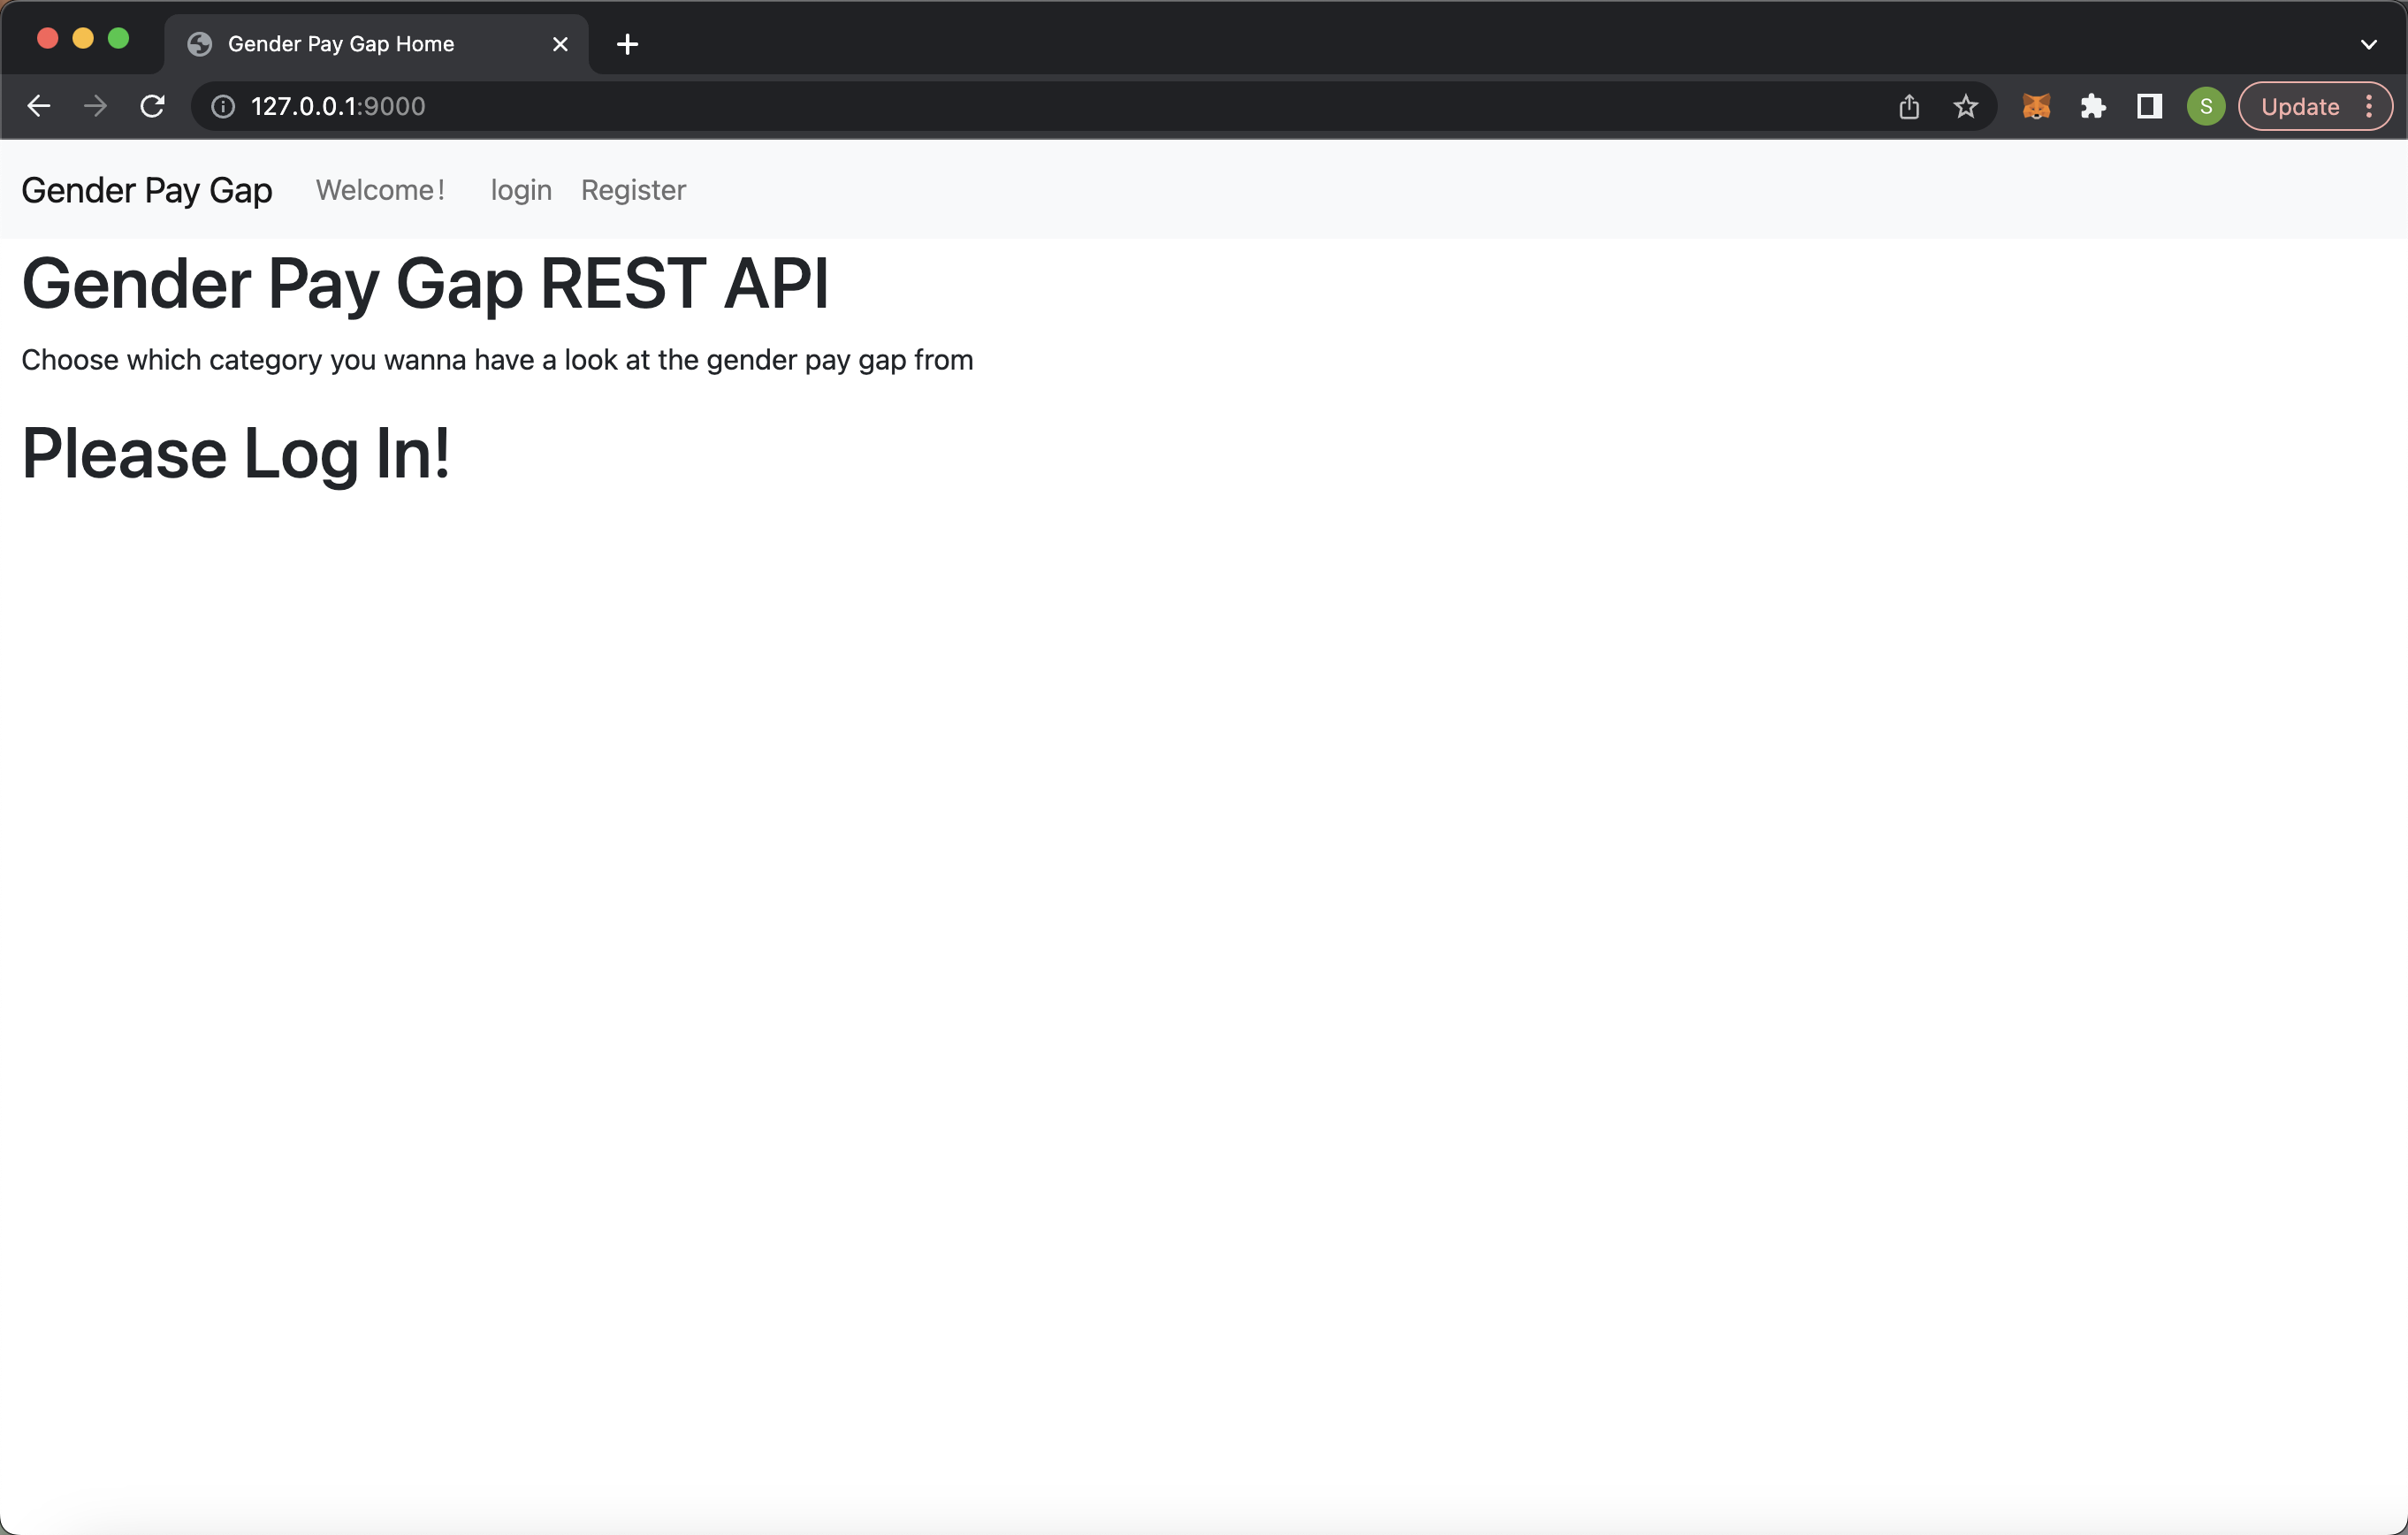 Gender Pay Gap Home
127.0.0.1:9000
S
Update
Gender Pay Gap Welcome! login Register
Gender Pay Gap REST API
Choose which category you wanna have a look at the gender pay gap from
Please Log In!